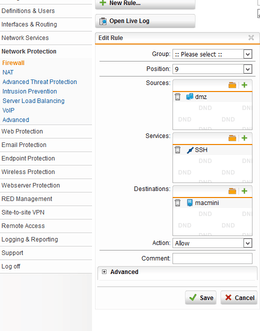 Definitions & Users
Interfaces & Routing
Network Services
Network Protection
Firewall
NAT
Advanced Threat Protection
Intrusion Prevention
Server Load Balancing
VoIP
Advanced
Web Protection
Email Protection
Endpoint Protection
Wireless Protection
Webserver Protection
RED Management
Site-to-site VPN
Remote Access
Logging & Reporting
Support
Log off
New Rule...
Open Live Log
Edit Rule
Group: :: Please select ::
Position: 9
Sources:
dmz
DND DND
DND
Services:
SSH
DND DND
DND
Destinations:
macmini
DND DND
DND
Action: Allow
Comment:
Advanced
Save Cancel